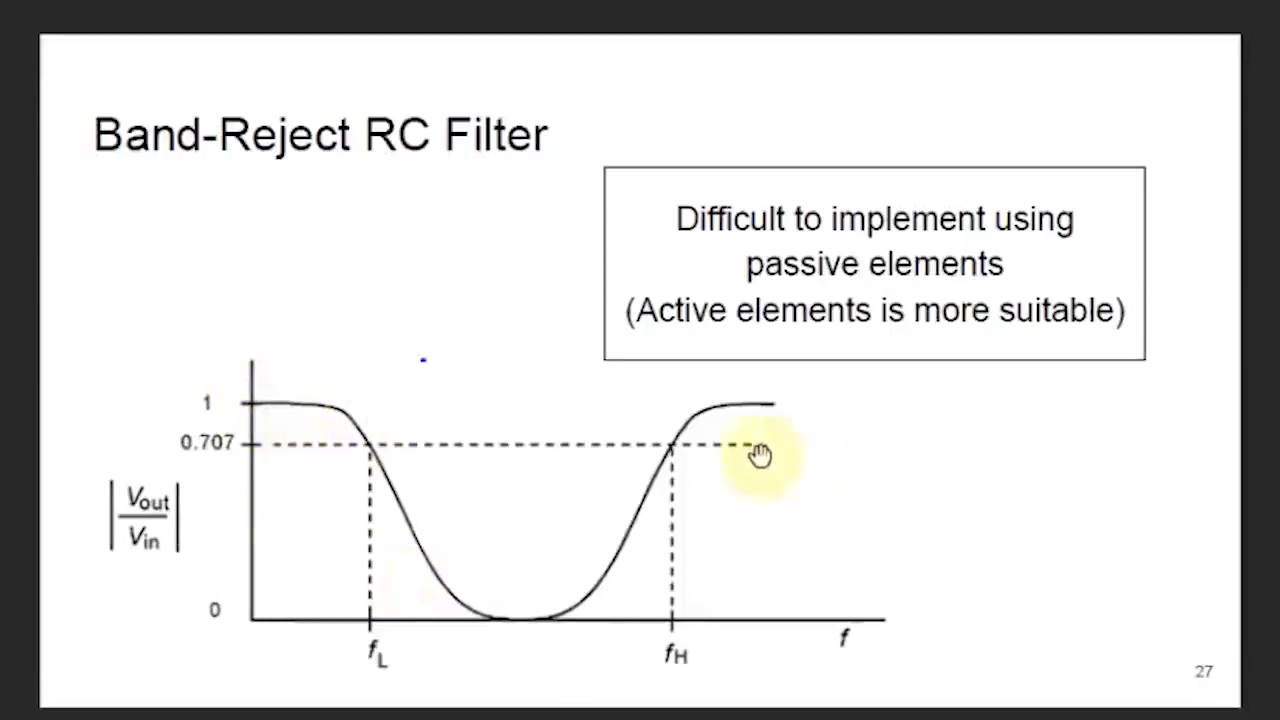 Band-Reject RC Filter
Difficult to implement using
passive elements
(Active elements is more suitable)
1
0.707
Vout
Vin
0
fL
fH
f
27